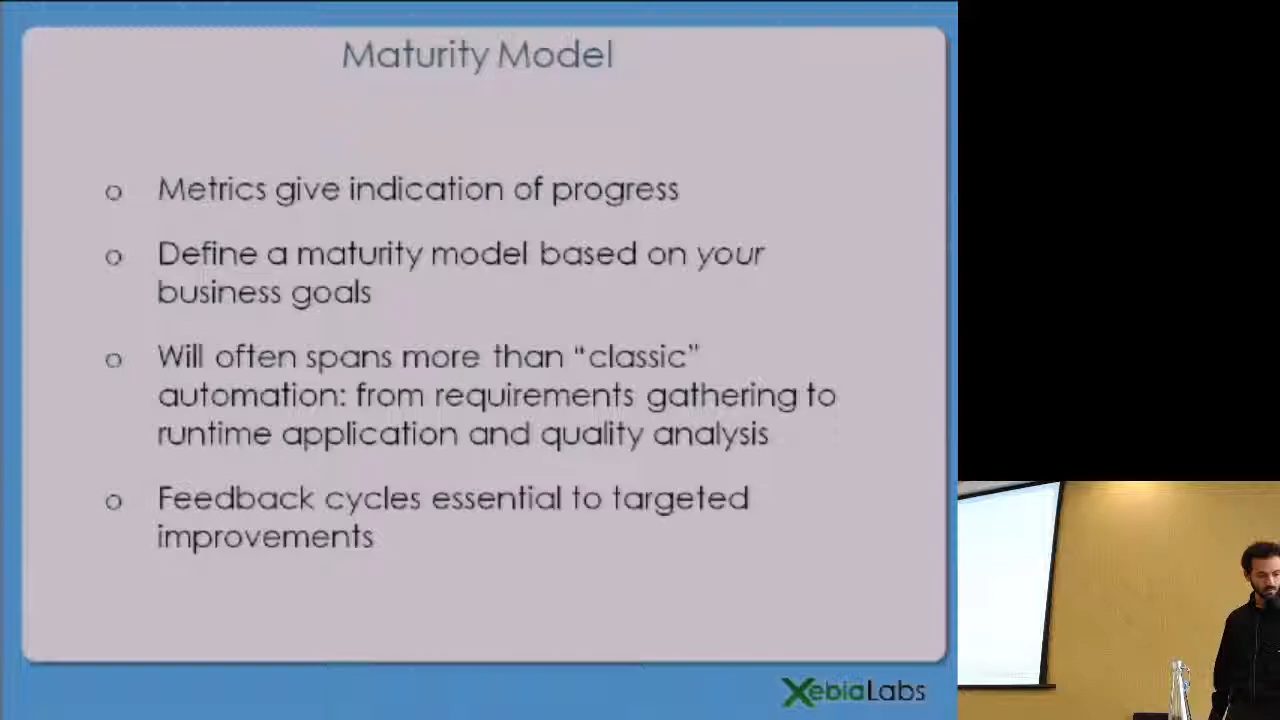 Maturity Model
o Metrics give indication of progress
o Define a maturity model based on your
business goals
o Will often spans more than “classic”
automation: from requirements gathering to
runtime application and quality analysis
o Feedback cycles essential to targeted
improvements
XebiaLabs